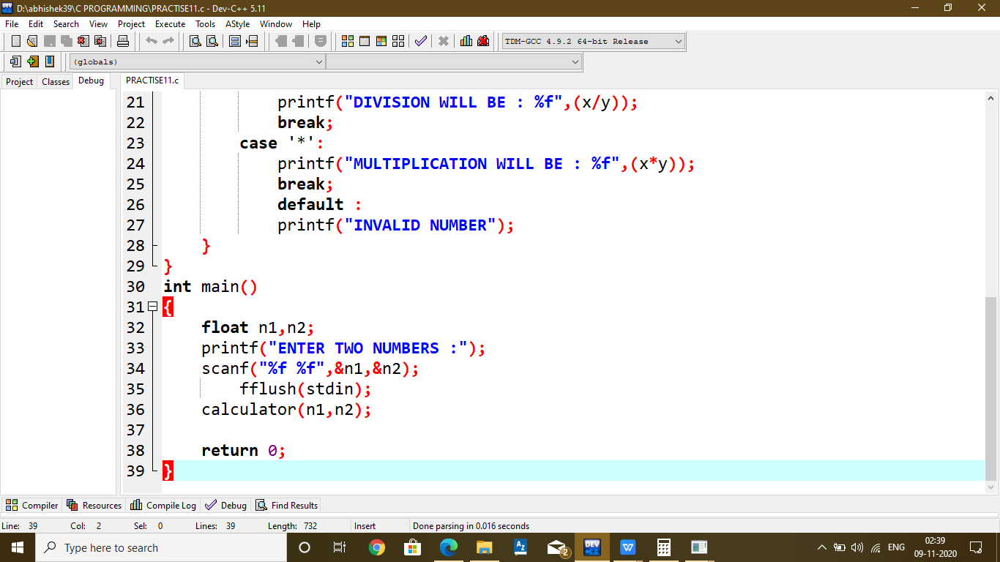 D:\abhishek39\C PROGRAMMING\PRACTISE11.c - Dev-C++ 5.11
File Edit Search View Project Execute Tools AStyle Window Help
TDM-GCC 4.9.2 64-bit Release
(globals)
Project Classes Debug PRACTISE11.c
21 printf("DIVISION WILL BE : %f",(x/y));
22 break;
23 case '*':
24 printf("MULTIPLICATION WILL BE : %f",(x*y));
25 break;
26 default :
27 printf("INVALID NUMBER");
28 }
29 }
30 int main()
31 {
32 float n1,n2;
33 printf("ENTER TWO NUMBERS :");
34 scanf("%f %f",&n1,&n2);
35 fflush(stdin);
36 calculator(n1,n2);
37
38 return 0;
39 }
Compiler Resources Compile Log Debug Find Results
Line: 39 Col: 2 Sel: 0 Lines: 39 Length: 732 Insert Done parsing in 0.016 seconds
Type here to search 2 DEV W ENG 02:39
09-11-2020